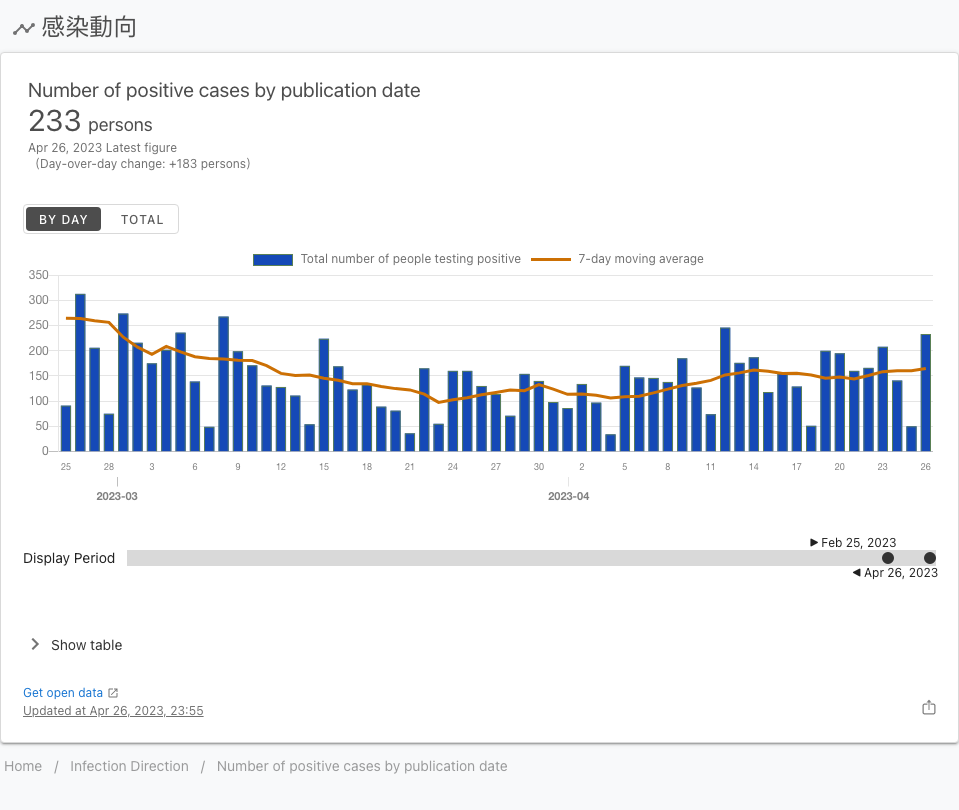 感染動向
Number of positive cases by publication date
233 persons
Apr 26, 2023 Latest figure
(Day-over-day change: +183 persons)
BY DAY TOTAL
Total number of people testing positive 7-day moving average
350
300
250
200
150
100
50
0
25 28 3 6 9 12 15 18 21 24 27 30 2 5 8 11 14 17 20 23 26
2023-03 2023-04
Feb 25, 2023
Display Period
Apr 26, 2023
Show table
Get open data
Updated at Apr 26, 2023, 23:55
Home / Infection Direction / Number of positive cases by publication date